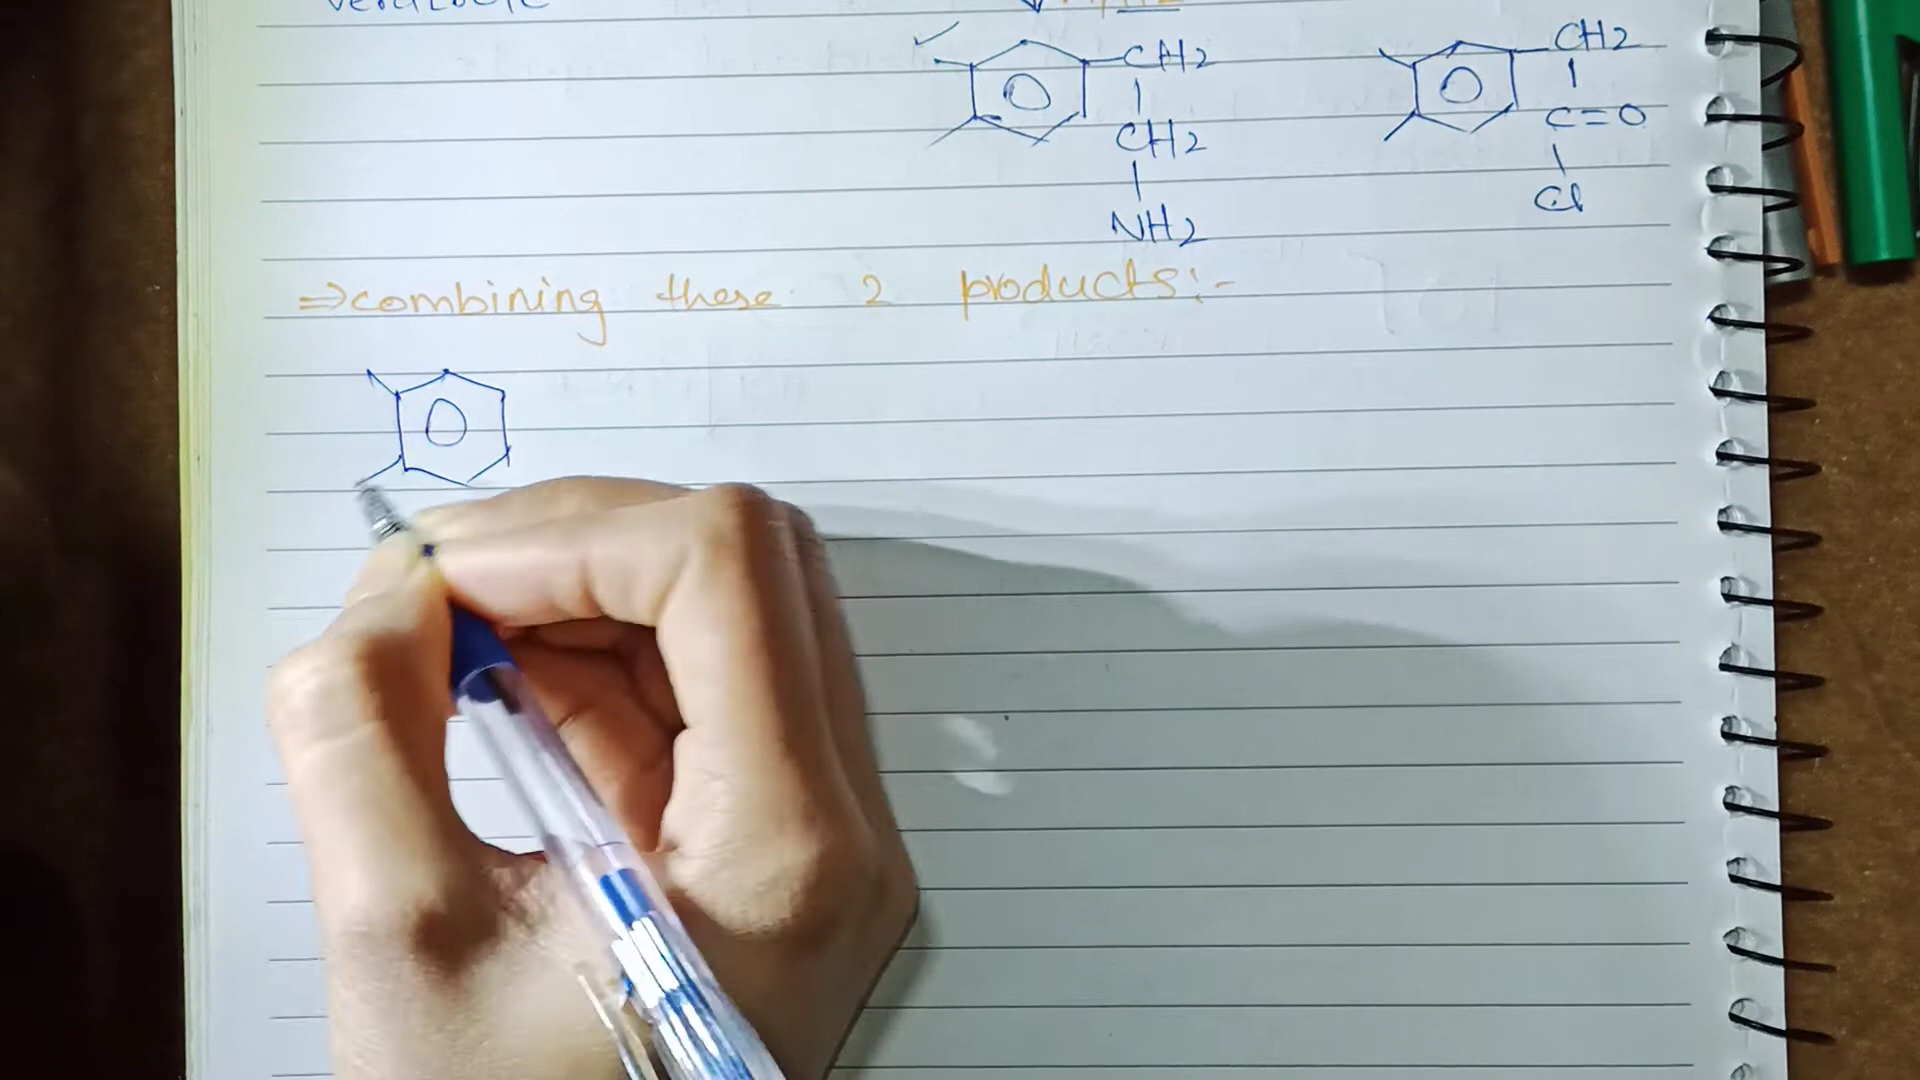 CH2 CH2
CH2 C=O
NH2 Cl
⇒combining these 2 products:-